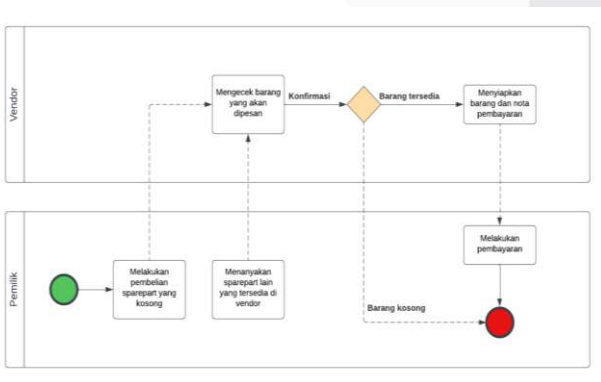 Vendor
Mengecek barang
yang akan
dipesan
Konfirmasi
Barang tersedia
Menyiapkan
barang dan nota
pembayaran
Pemilik
Melakukan
pembelian
sparepart yang
kosong
Menanyakan
sparepart lain
yang tersedia di
vendor
Melakukan
pembayaran
Barang kosong